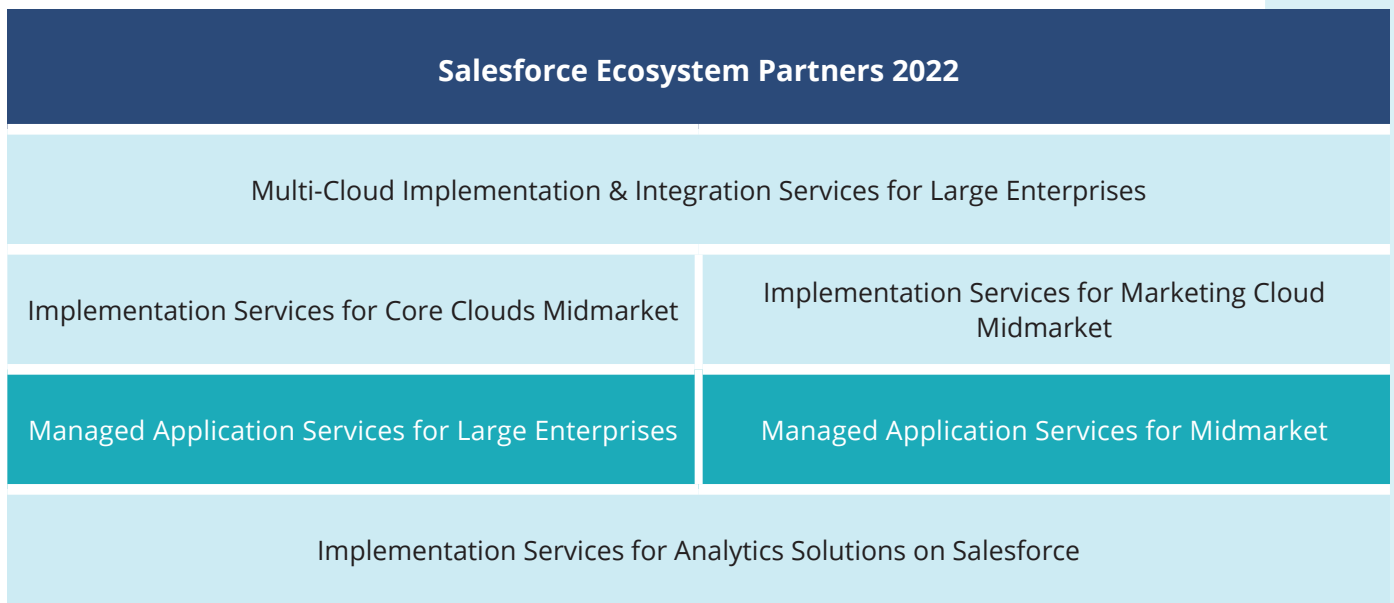 Salesforce Ecosystem Partners 2022
Multi-Cloud Implementation & Integration Services for Large Enterprises
Implementation Services for Core Clouds Midmarket
Implementation Services for Marketing Cloud
Midmarket
Managed Application Services for Large Enterprises
Managed Application Services for Midmarket
Implementation Services for Analytics Solutions on Salesforce